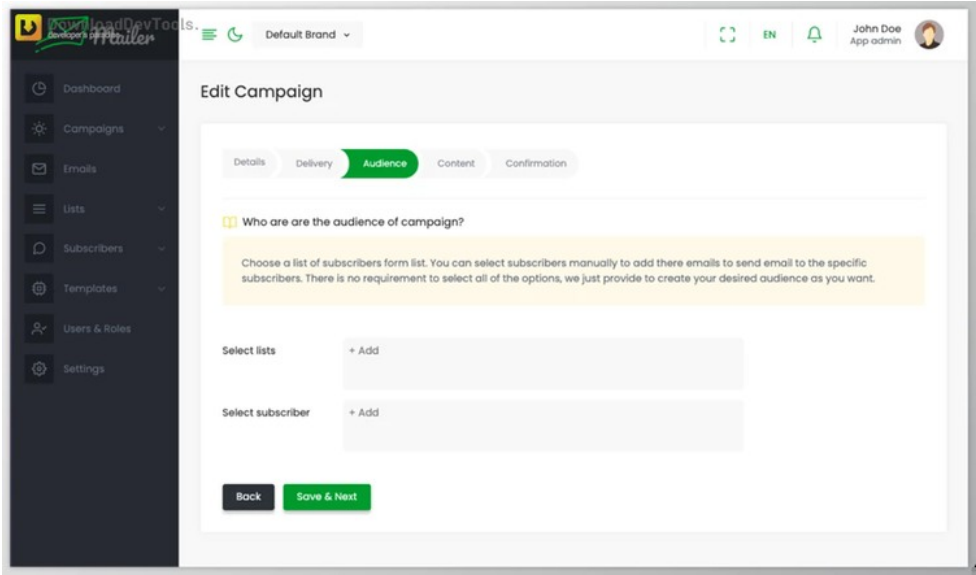 DownloadDevTools.
developer's paradise
Mailer
Default Brand
EN
John Doe
App admin
Dashboard
Campaigns
Emails
Lists
Subscribers
Templates
Users & Roles
Settings
Edit Campaign
Details
Delivery
Audience
Content
Confirmation
Who are are the audience of campaign?
Choose a list of subscribers form list. You can select subscribers manually to add there emails to send email to the specific
subscribers. There is no requirement to select all of the options, we just provide to create your desired audience as you want.
Select lists
+ Add
Select subscriber
+ Add
Back
Save & Next